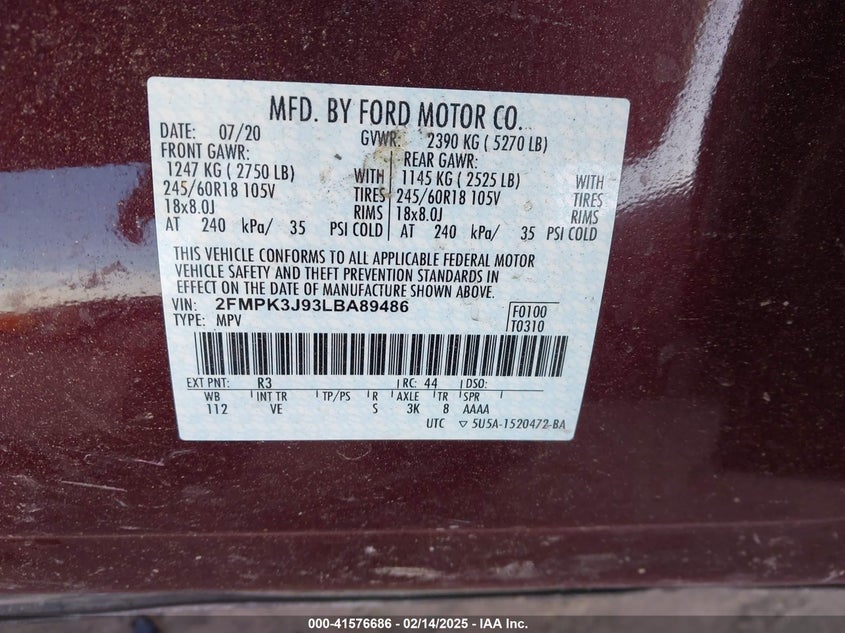 MFD. BY FORD MOTOR CO.
DATE: 07/20 GVWR: 2390 KG ( 5270 LB)
FRONT GAWR: REAR GAWR:
1247 KG ( 2750 LB) WITH 1145 KG ( 2525 LB) WITH
245/60R18 105V TIRES 245/60R18 105V TIRES
18x8.0J RIMS 18x8.0J RIMS
AT 240 kPa/ 35 PSI COLD AT 240 kPa/ 35 PSI COLD
THIS VEHICLE CONFORMS TO ALL APPLICABLE FEDERAL MOTOR
VEHICLE SAFETY AND THEFT PREVENTION STANDARDS IN
EFFECT ON THE DATE OF MANUFACTURE SHOWN ABOVE.
VIN: 2FMPK3J93LBA89486 F0100
TYPE: MPV T0310
EXT PNT: R3 RC: 44 DSO:
WB INT TR TP/PS R AXLE TR SPR
112 VE S 3K 8 AAAA
UTC ▽ 5U5A-1520472-BA
000-41576686 - 02/14/2025 - IAA Inc.